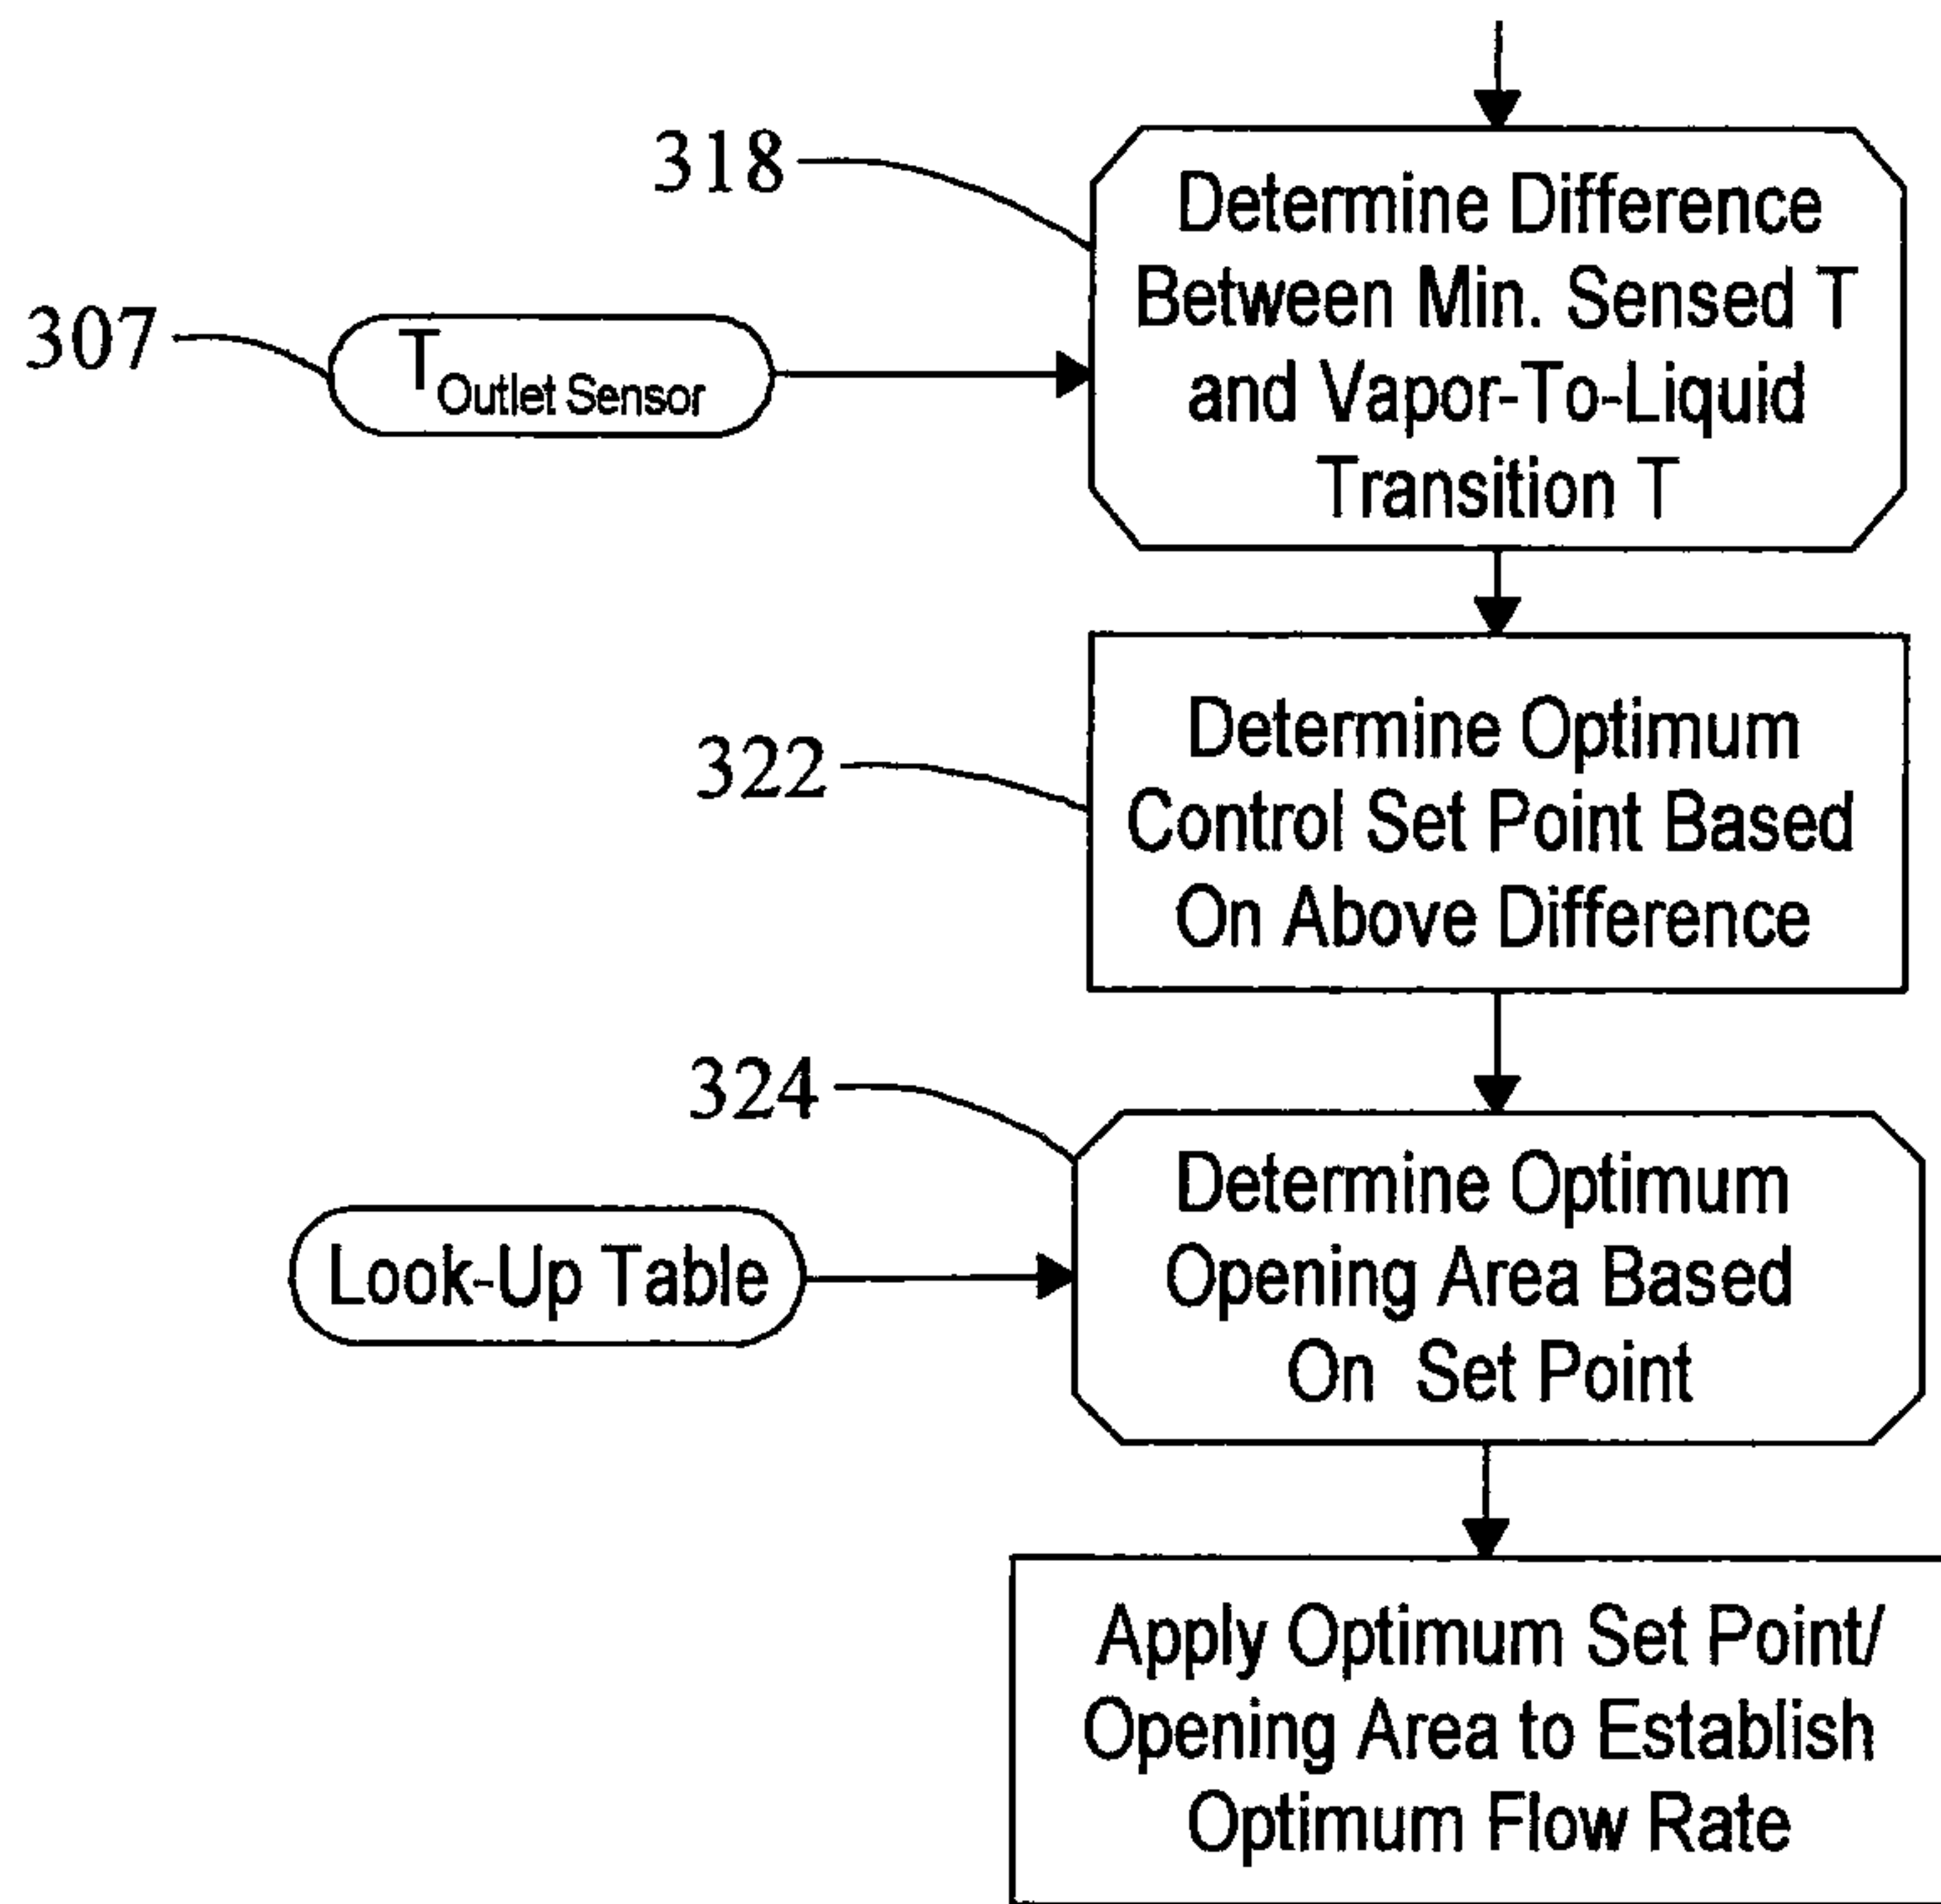 318
Determine Difference
Between Min. Sensed T
and Vapor-To-Liquid
Transition T
307
T Outlet Sensor
322
Determine Optimum
Control Set Point Based
On Above Difference
324
Determine Optimum
Opening Area Based
On Set Point
Look-Up Table
Apply Optimum Set Point/
Opening Area to Establish
Optimum Flow Rate